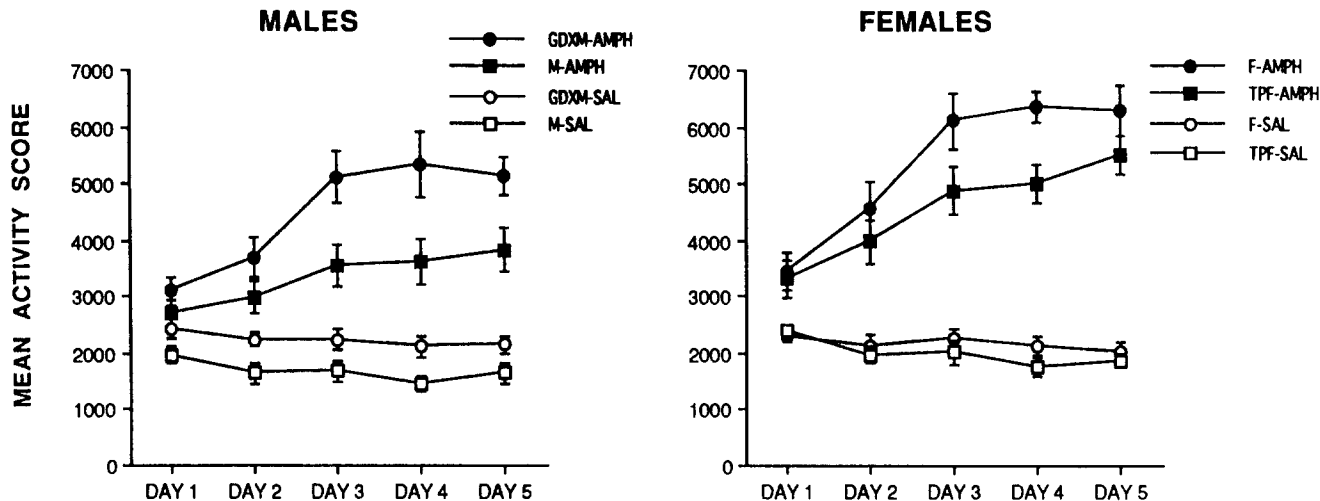 MALES
GDXM-AMPH
M-AMPH
GDXM-SAL
M-SAL
MEAN ACTIVITY SCORE
7000
6000
5000
4000
3000
2000
1000
0
DAY 1 DAY 2 DAY 3 DAY 4 DAY 5
FEMALES
F-AMPH
TPF-AMPH
F-SAL
TPF-SAL
7000
6000
5000
4000
3000
2000
1000
0
DAY 1 DAY 2 DAY 3 DAY 4 DAY 5